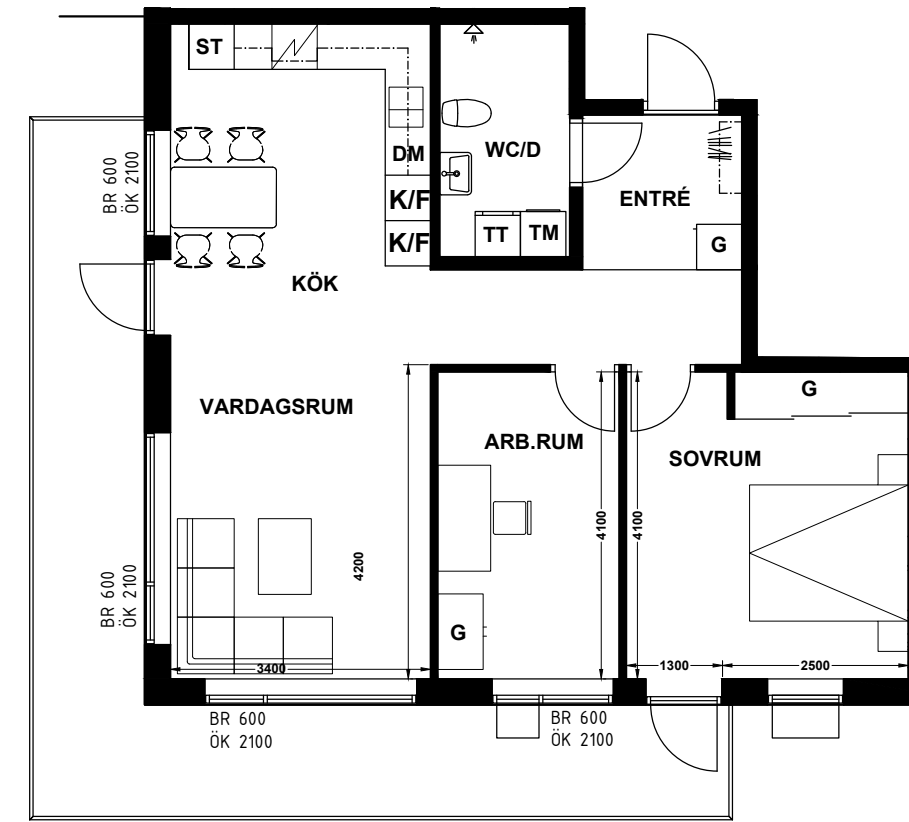 ST
DM
K/F
K/F
WC/D
TT
TM
ENTRÉ
G
BR 600
ÖK 2100
KÖK
VARDAGSRUM
G
ARB.RUM
SOVRUM
4200
4100
4100
BR 600
ÖK 2100
G
3400
1300
2500
BR 600
ÖK 2100
BR 600
ÖK 2100